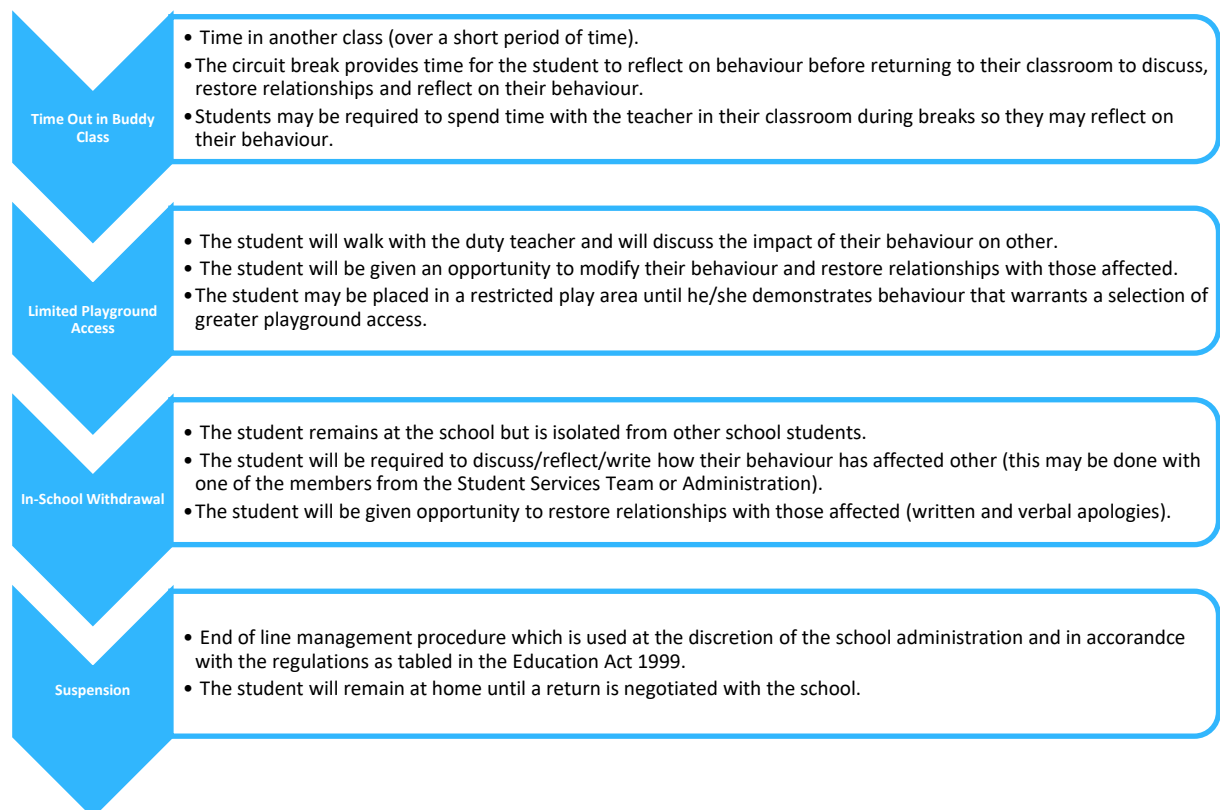 Time Out in Buddy
Class
• Time in another class (over a short period of time).
• The circuit break provides time for the student to reflect on behaviour before returning to their classroom to discuss,
restore relationships and reflect on their behaviour.
• Students may be required to spend time with the teacher in their classroom during breaks so they may reflect on
their behaviour.
Limited Playground
Access
• The student will walk with the duty teacher and will discuss the impact of their behaviour on other.
• The student will be given an opportunity to modify their behaviour and restore relationships with those affected.
• The student may be placed in a restricted play area until he/she demonstrates behaviour that warrants a selection of
greater playground access.
In-School Withdrawal
• The student remains at the school but is isolated from other school students.
• The student will be required to discuss/reflect/write how their behaviour has affected other (this may be done with
one of the members from the Student Services Team or Administration).
• The student will be given opportunity to restore relationships with those affected (written and verbal apologies).
Suspension
• End of line management procedure which is used at the discretion of the school administration and in accorandce
with the regulations as tabled in the Education Act 1999.
• The student will remain at home until a return is negotiated with the school.